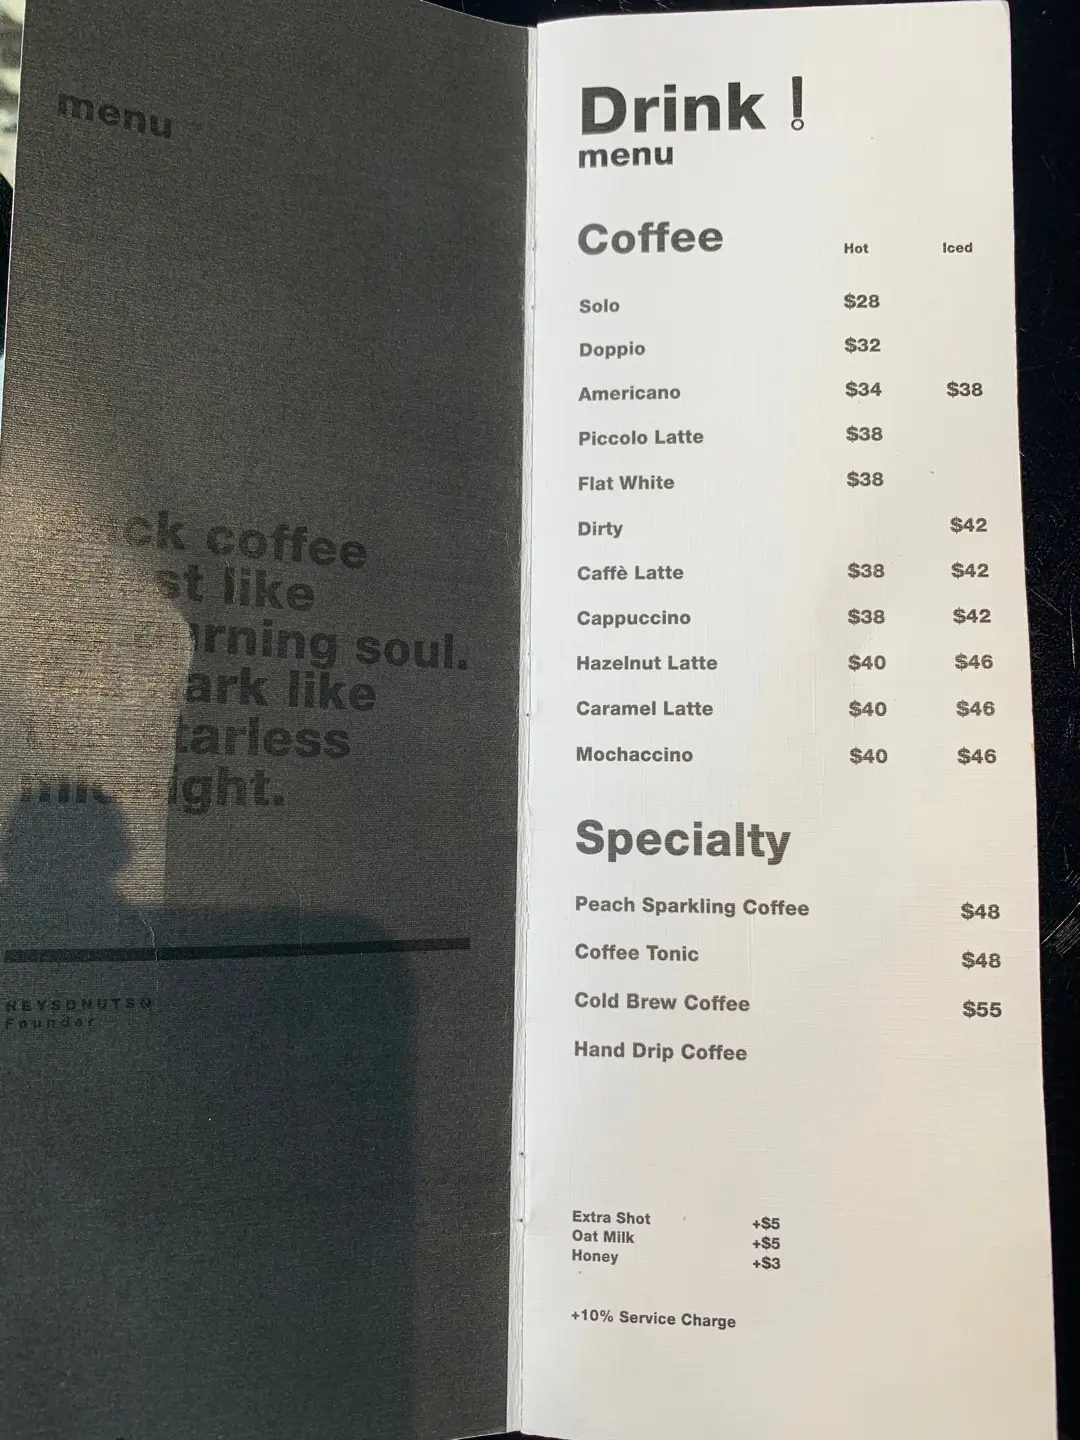 menu
ck coffee
st like
soul.
ark like
starless
midnight.
Founder
Drink !
menu
Coffee Hot Iced
Solo $28
Doppio $32
Americano $34 $38
Piccolo Latte $38
Flat White $38
Dirty $42
Caffè Latte $38 $42
Cappuccino $38 $42
Hazelnut Latte $40 $46
Caramel Latte $40 $46
Mochaccino $40 $46
Specialty
Peach Sparkling Coffee $48
Coffee Tonic $48
Cold Brew Coffee $55
Hand Drip Coffee
Extra Shot +$5
Oat Milk +$5
Honey +$3
+10% Service Charge